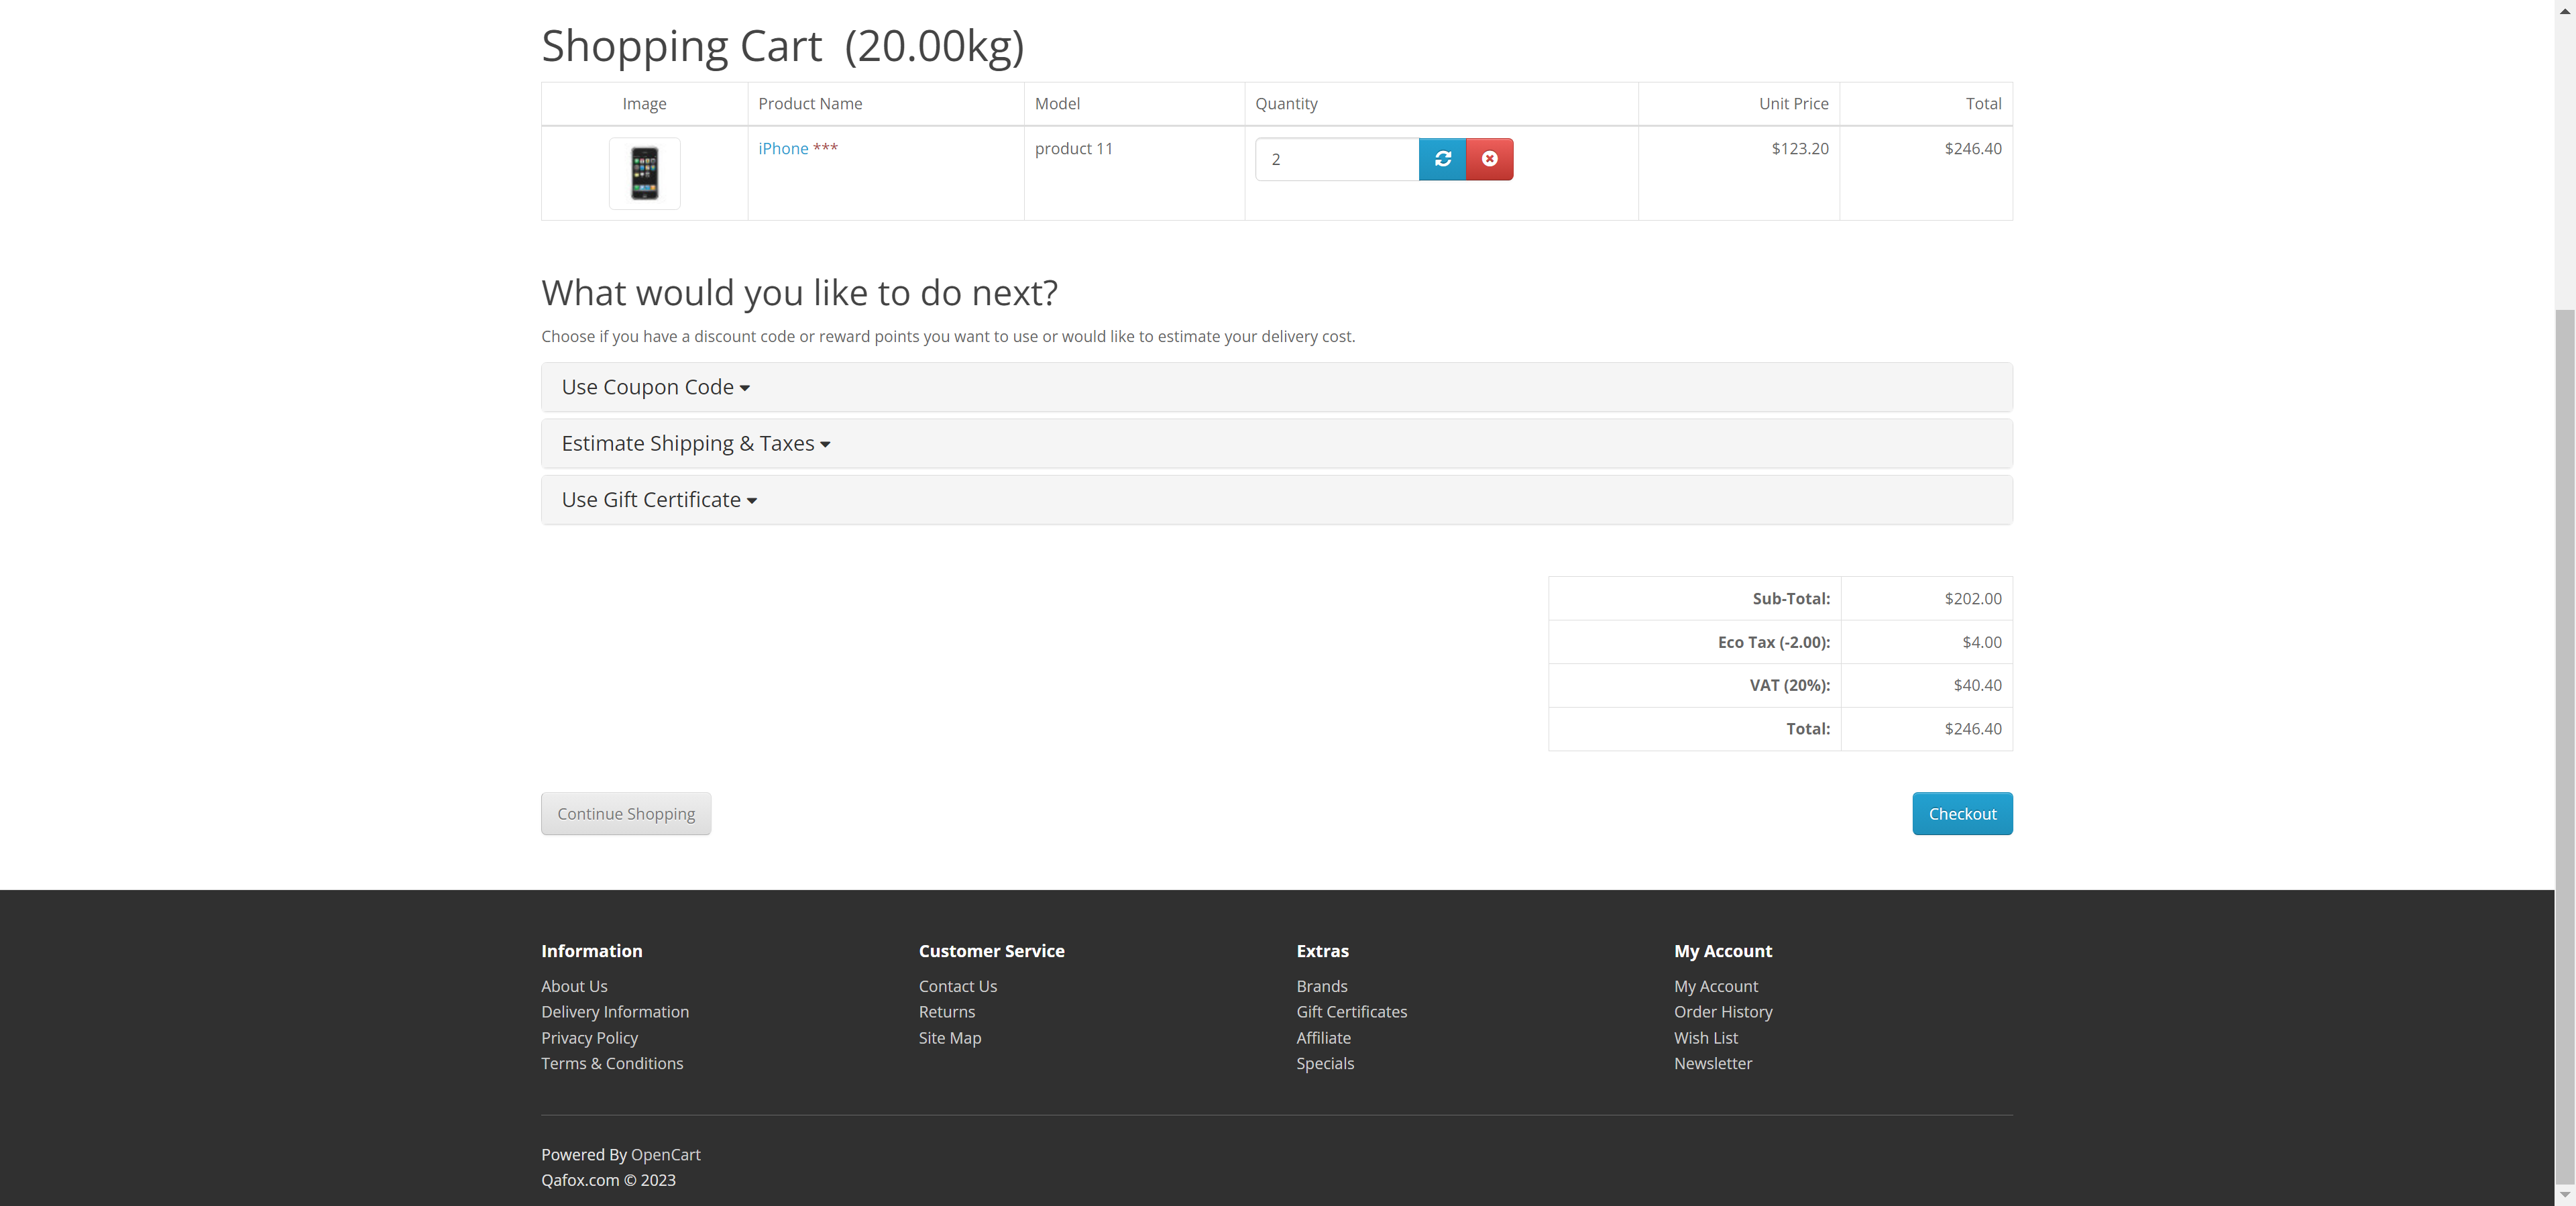 Shopping Cart (20.00kg)
Image Product Name Model Quantity Unit Price Total
iPhone *** product 11 2 $123.20 $246.40
What would you like to do next?
Choose if you have a discount code or reward points you want to use or would like to estimate your delivery cost.
Use Coupon Code
Estimate Shipping & Taxes
Use Gift Certificate
Sub-Total: $202.00
Eco Tax (-2.00): $4.00
VAT (20%): $40.40
Total: $246.40
Continue Shopping Checkout
Information Customer Service Extras My Account
About Us Contact Us Brands My Account
Delivery Information Returns Gift Certificates Order History
Privacy Policy Site Map Affiliate Wish List
Terms & Conditions Specials Newsletter
Powered By OpenCart
Qafox.com © 2023